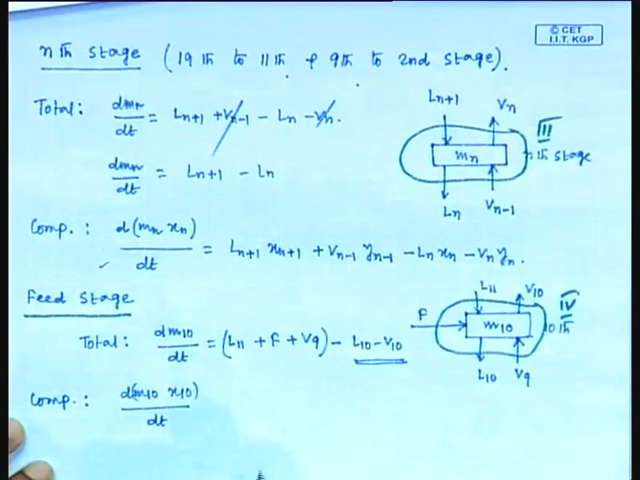 © CET
I.I.T. KGP
nth stage (19th to 11th & 9th to 2nd stage).
Total: dmn/dt = Ln+1 + Vn-1 - Ln - Vn.
dmn/dt = Ln+1 - Ln
Ln+1 Vn
III
mn
nth stage
Ln Vn-1
Comp.: d(mn xn)/dt = Ln+1 xn+1 + Vn-1 yn-1 - Ln xn - Vn yn.
Feed Stage
Total: dm10/dt = (L11 + F + V9) - L10 - V10
L11 V10
IV
F
m10
10th
L10 V9
Comp.: d(m10 x10)/dt